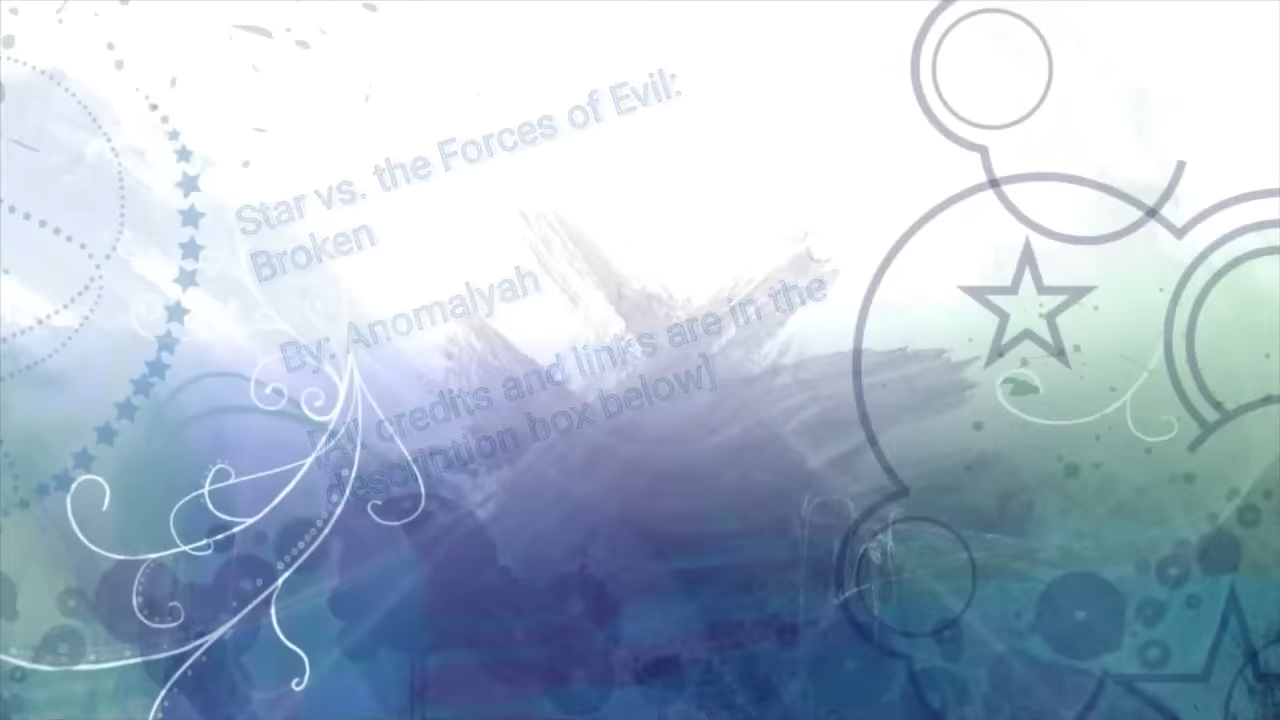 Star vs. the Forces of Evil:
Broken
By: Anomalyah
[All credits and links are in the
description box below]